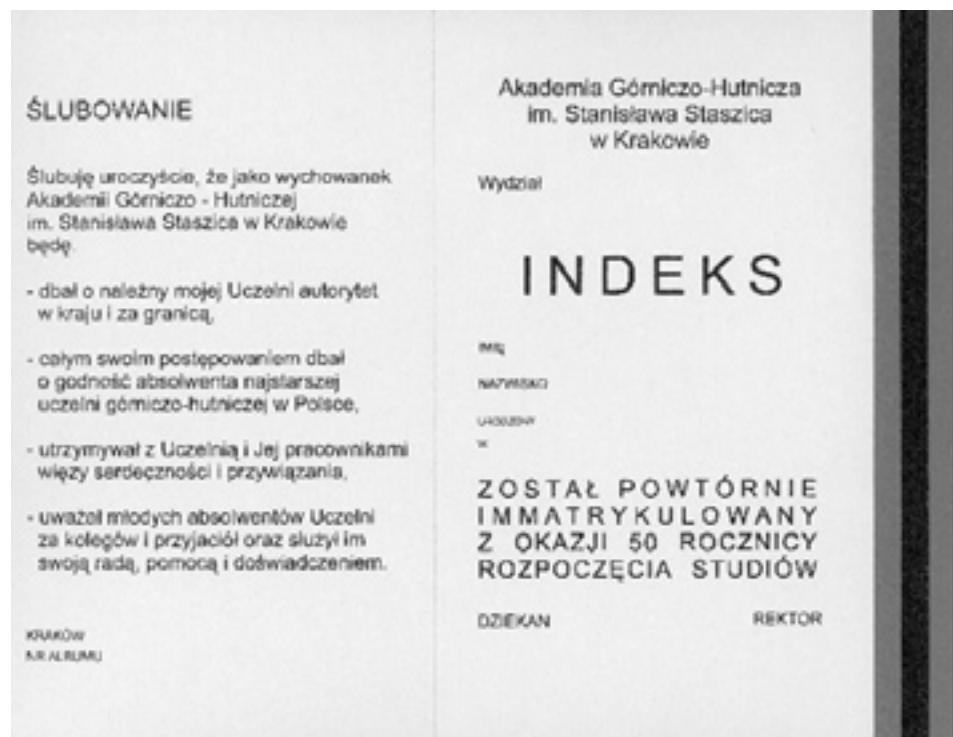 ŚLUBOWANIE
Ślubuję uroczyście, że jako wychowanek
Akademii Górniczo - Hutniczej
im. Stanisława Staszica w Krakowie
będę.
- dbał o należny mojej Uczelni autorytet
w kraju i za granicą,
- całym swoim postępowaniem dbał
o godność absolwenta najstarszej
uczelni górniczo-hutniczej w Polsce,
- utrzymywał z Uczelnią i Jej pracownikami
więzy serdeczności i przywiązania,
- uważał młodych absolwentów Uczelni
za kolegów i przyjaciół oraz służył im
swoją radą, pomocą i doświadczeniem.
KRAKÓW
NR ALBUMU
Akademia Górniczo-Hutnicza
im. Stanisława Staszica
w Krakowie
Wydział
INDEKS
IMIĘ
NAZWISKO
URODZONY
W
ZOSTAŁ POWTÓRNIE
IMMATRYKULOWANY
Z OKAZJI 50 ROCZNICY
ROZPOCZĘCIA STUDIÓW
DZIEKAN
REKTOR